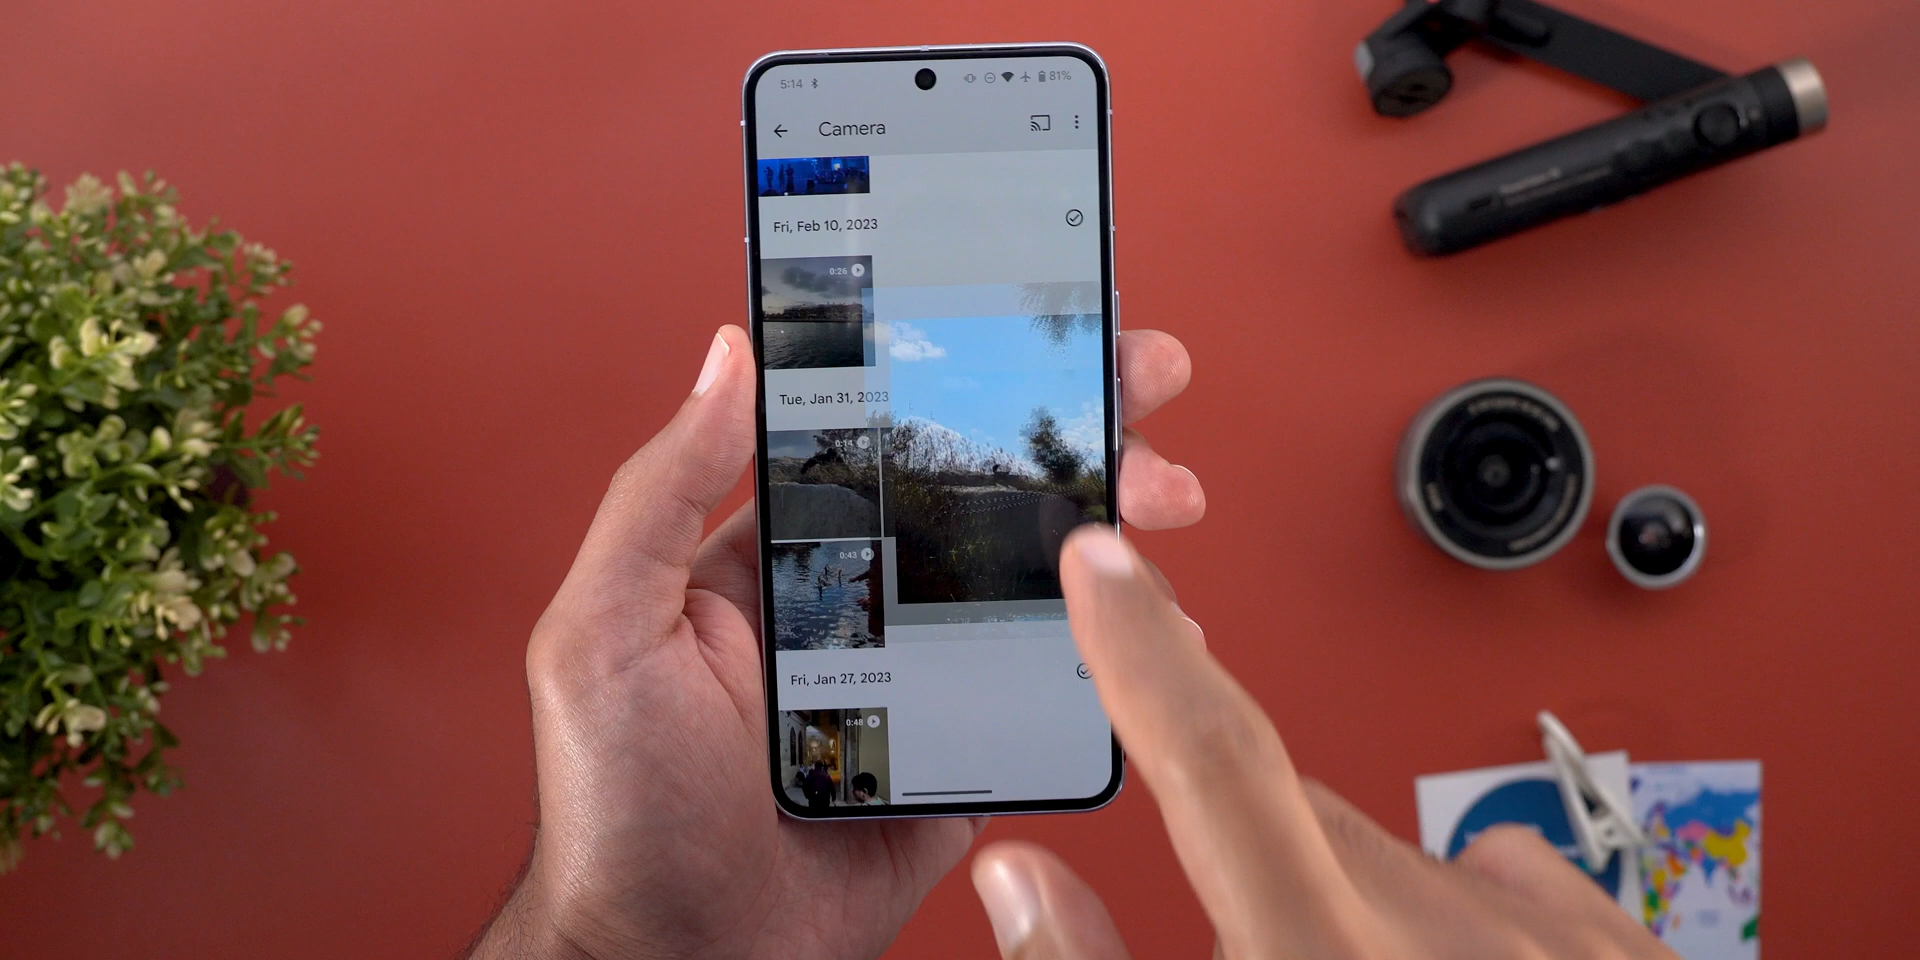 5:14
81%
Camera
Fri, Feb 10, 2023
0:26
Tue, Jan 31, 2023
0:14
0:43
Fri, Jan 27, 2023
0:48